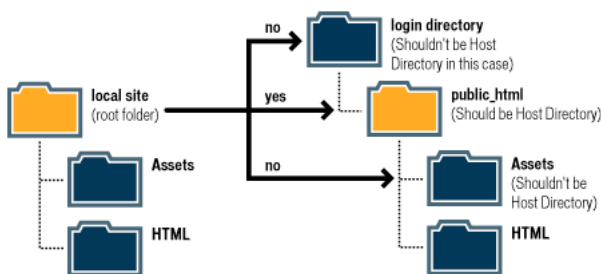 no
login directory
(Shouldn't be Host
Directory in this case)
local site
(root folder)
yes
public_html
(Should be Host Directory)
no
Assets
Assets
(Shouldn't be
Host Directory)
HTML
HTML